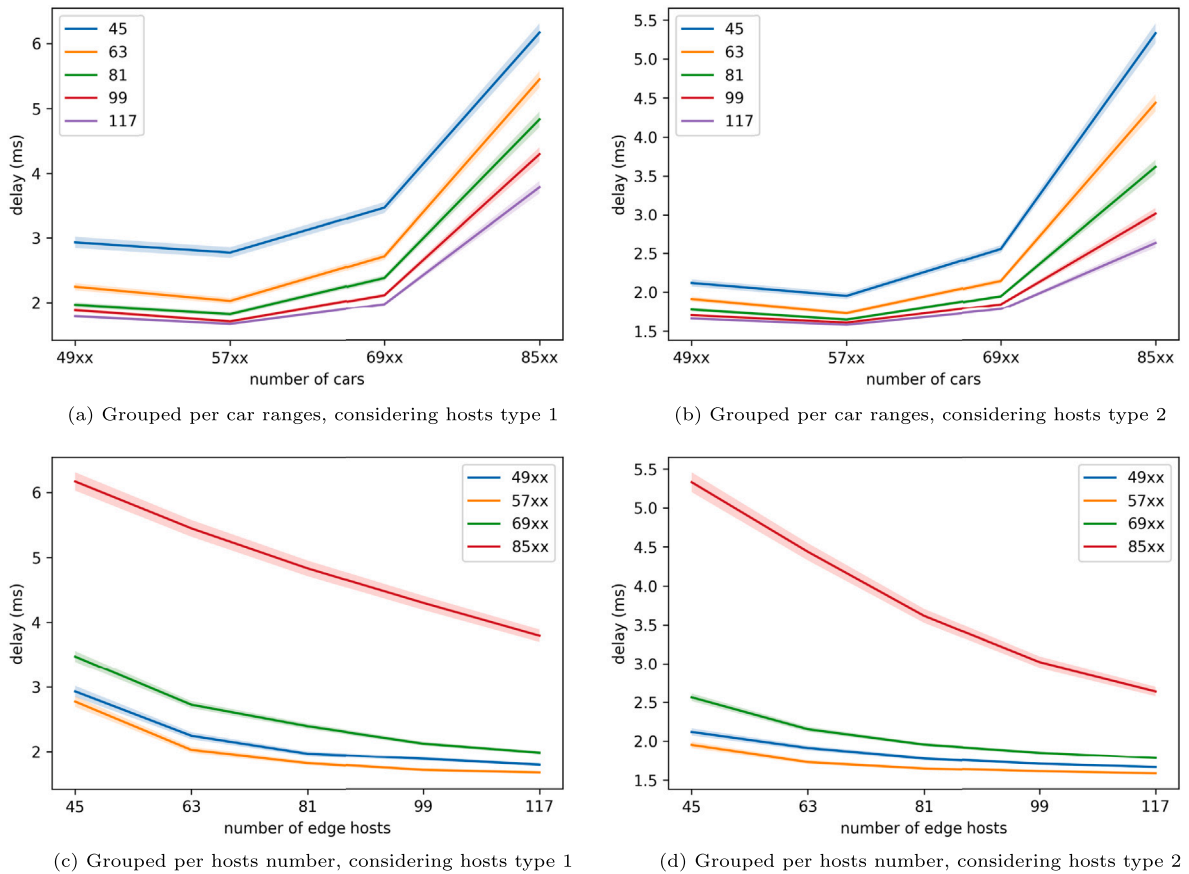 45
63
81
99
117
6
5
4
3
2
delay (ms)
49xx
57xx
69xx
85xx
number of cars
(a) Grouped per car ranges, considering hosts type 1
45
63
81
99
117
5.5
5.0
4.5
4.0
3.5
3.0
2.5
2.0
1.5
delay (ms)
49xx
57xx
69xx
85xx
number of cars
(b) Grouped per car ranges, considering hosts type 2
49xx
57xx
69xx
85xx
6
5
4
3
2
delay (ms)
45
63
81
99
117
number of edge hosts
(c) Grouped per hosts number, considering hosts type 1
49xx
57xx
69xx
85xx
5.5
5.0
4.5
4.0
3.5
3.0
2.5
2.0
1.5
delay (ms)
45
63
81
99
117
number of edge hosts
(d) Grouped per hosts number, considering hosts type 2